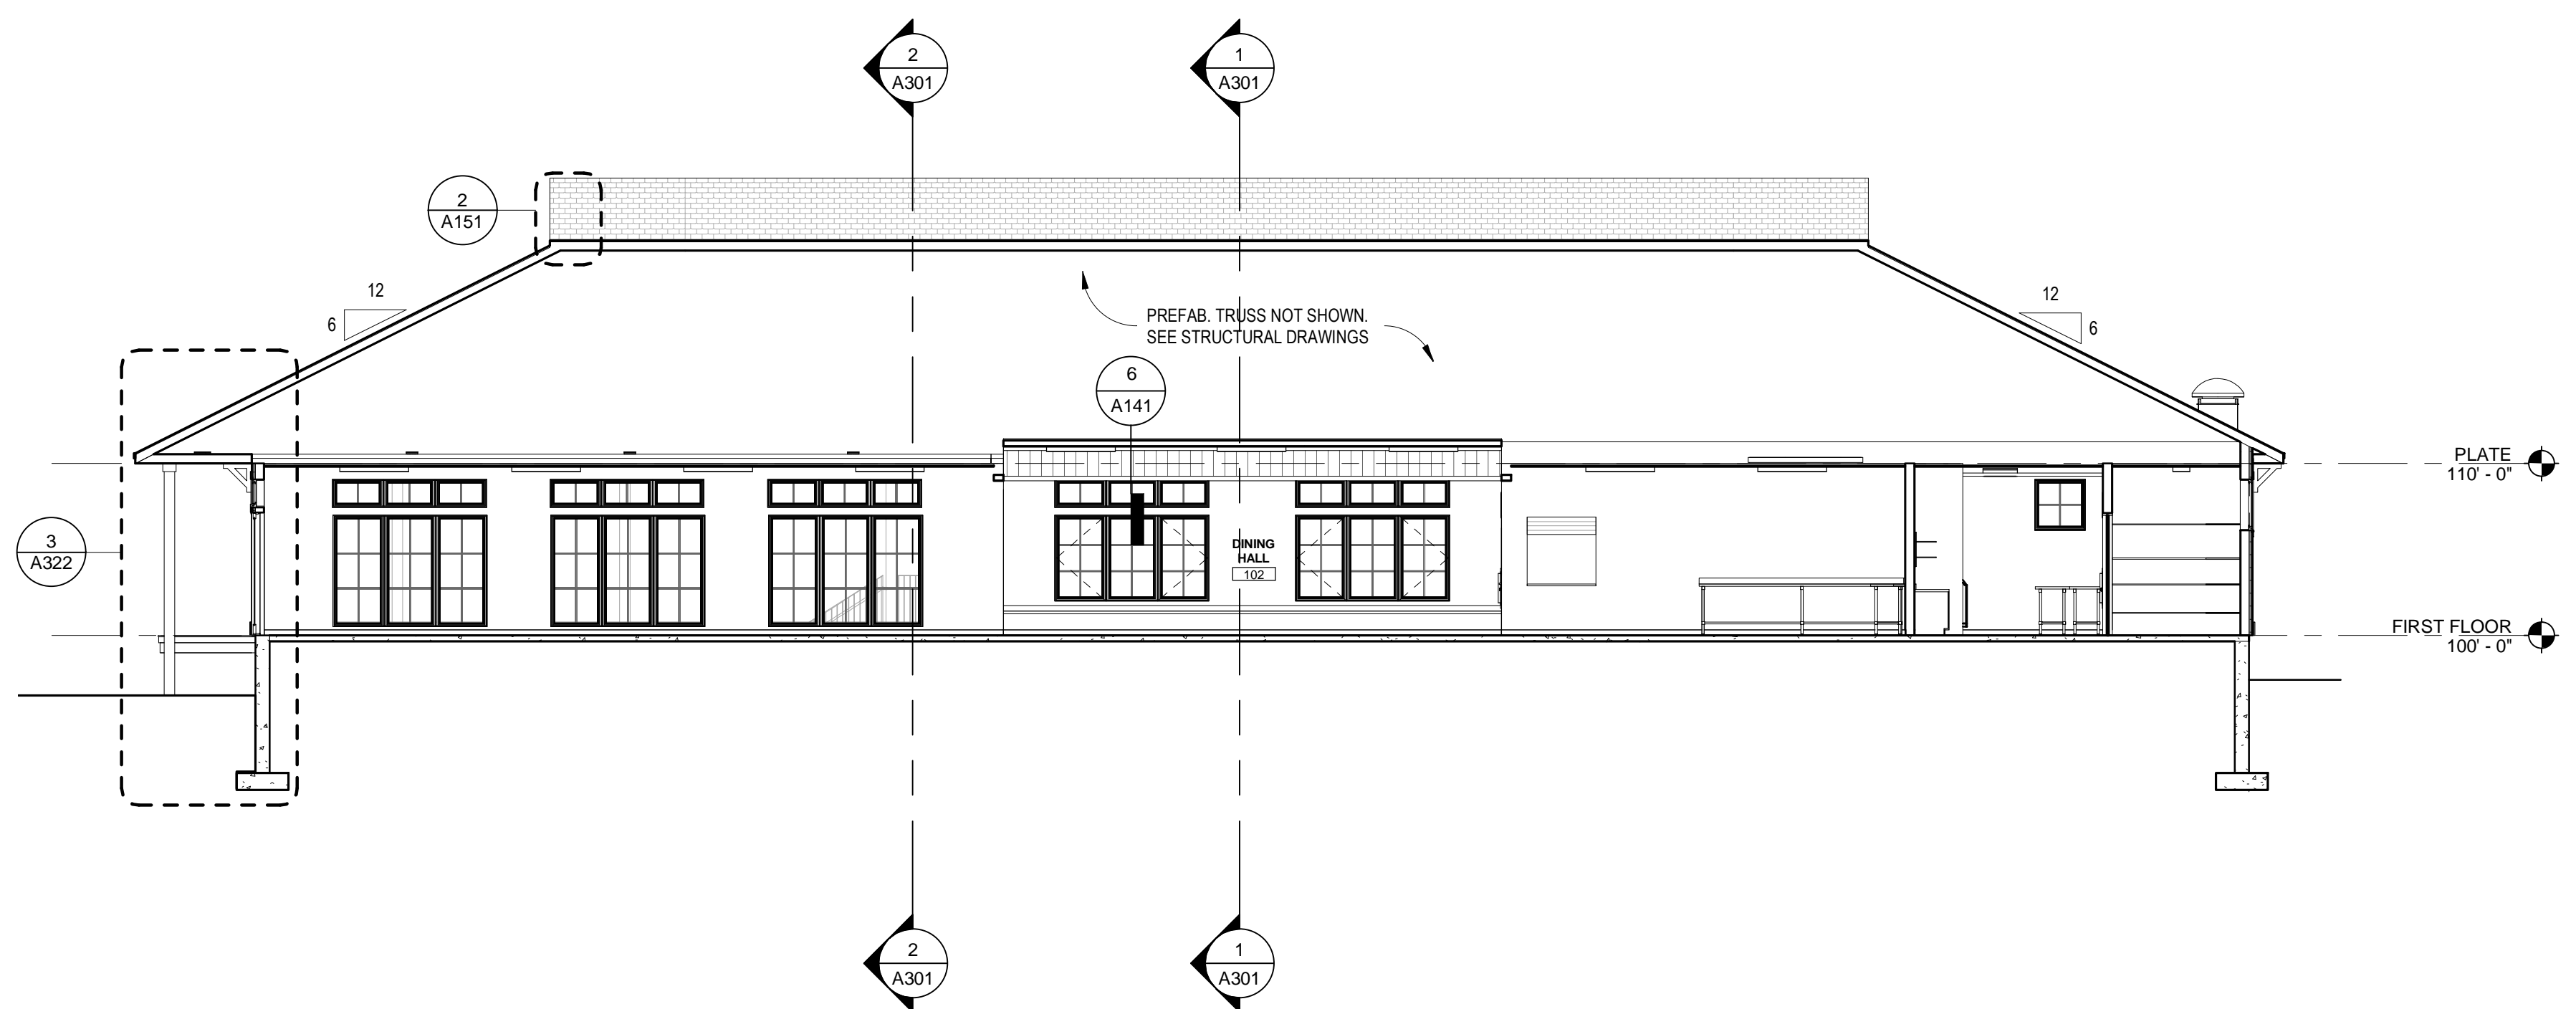 2
A301
1
A301
2
A151
12
6
12
6
PREFAB. TRUSS NOT SHOWN.
SEE STRUCTURAL DRAWINGS
6
A141
PLATE
110' - 0"
3
A322
DINING
HALL
102
FIRST FLOOR
100' - 0"
2
A301
1
A301